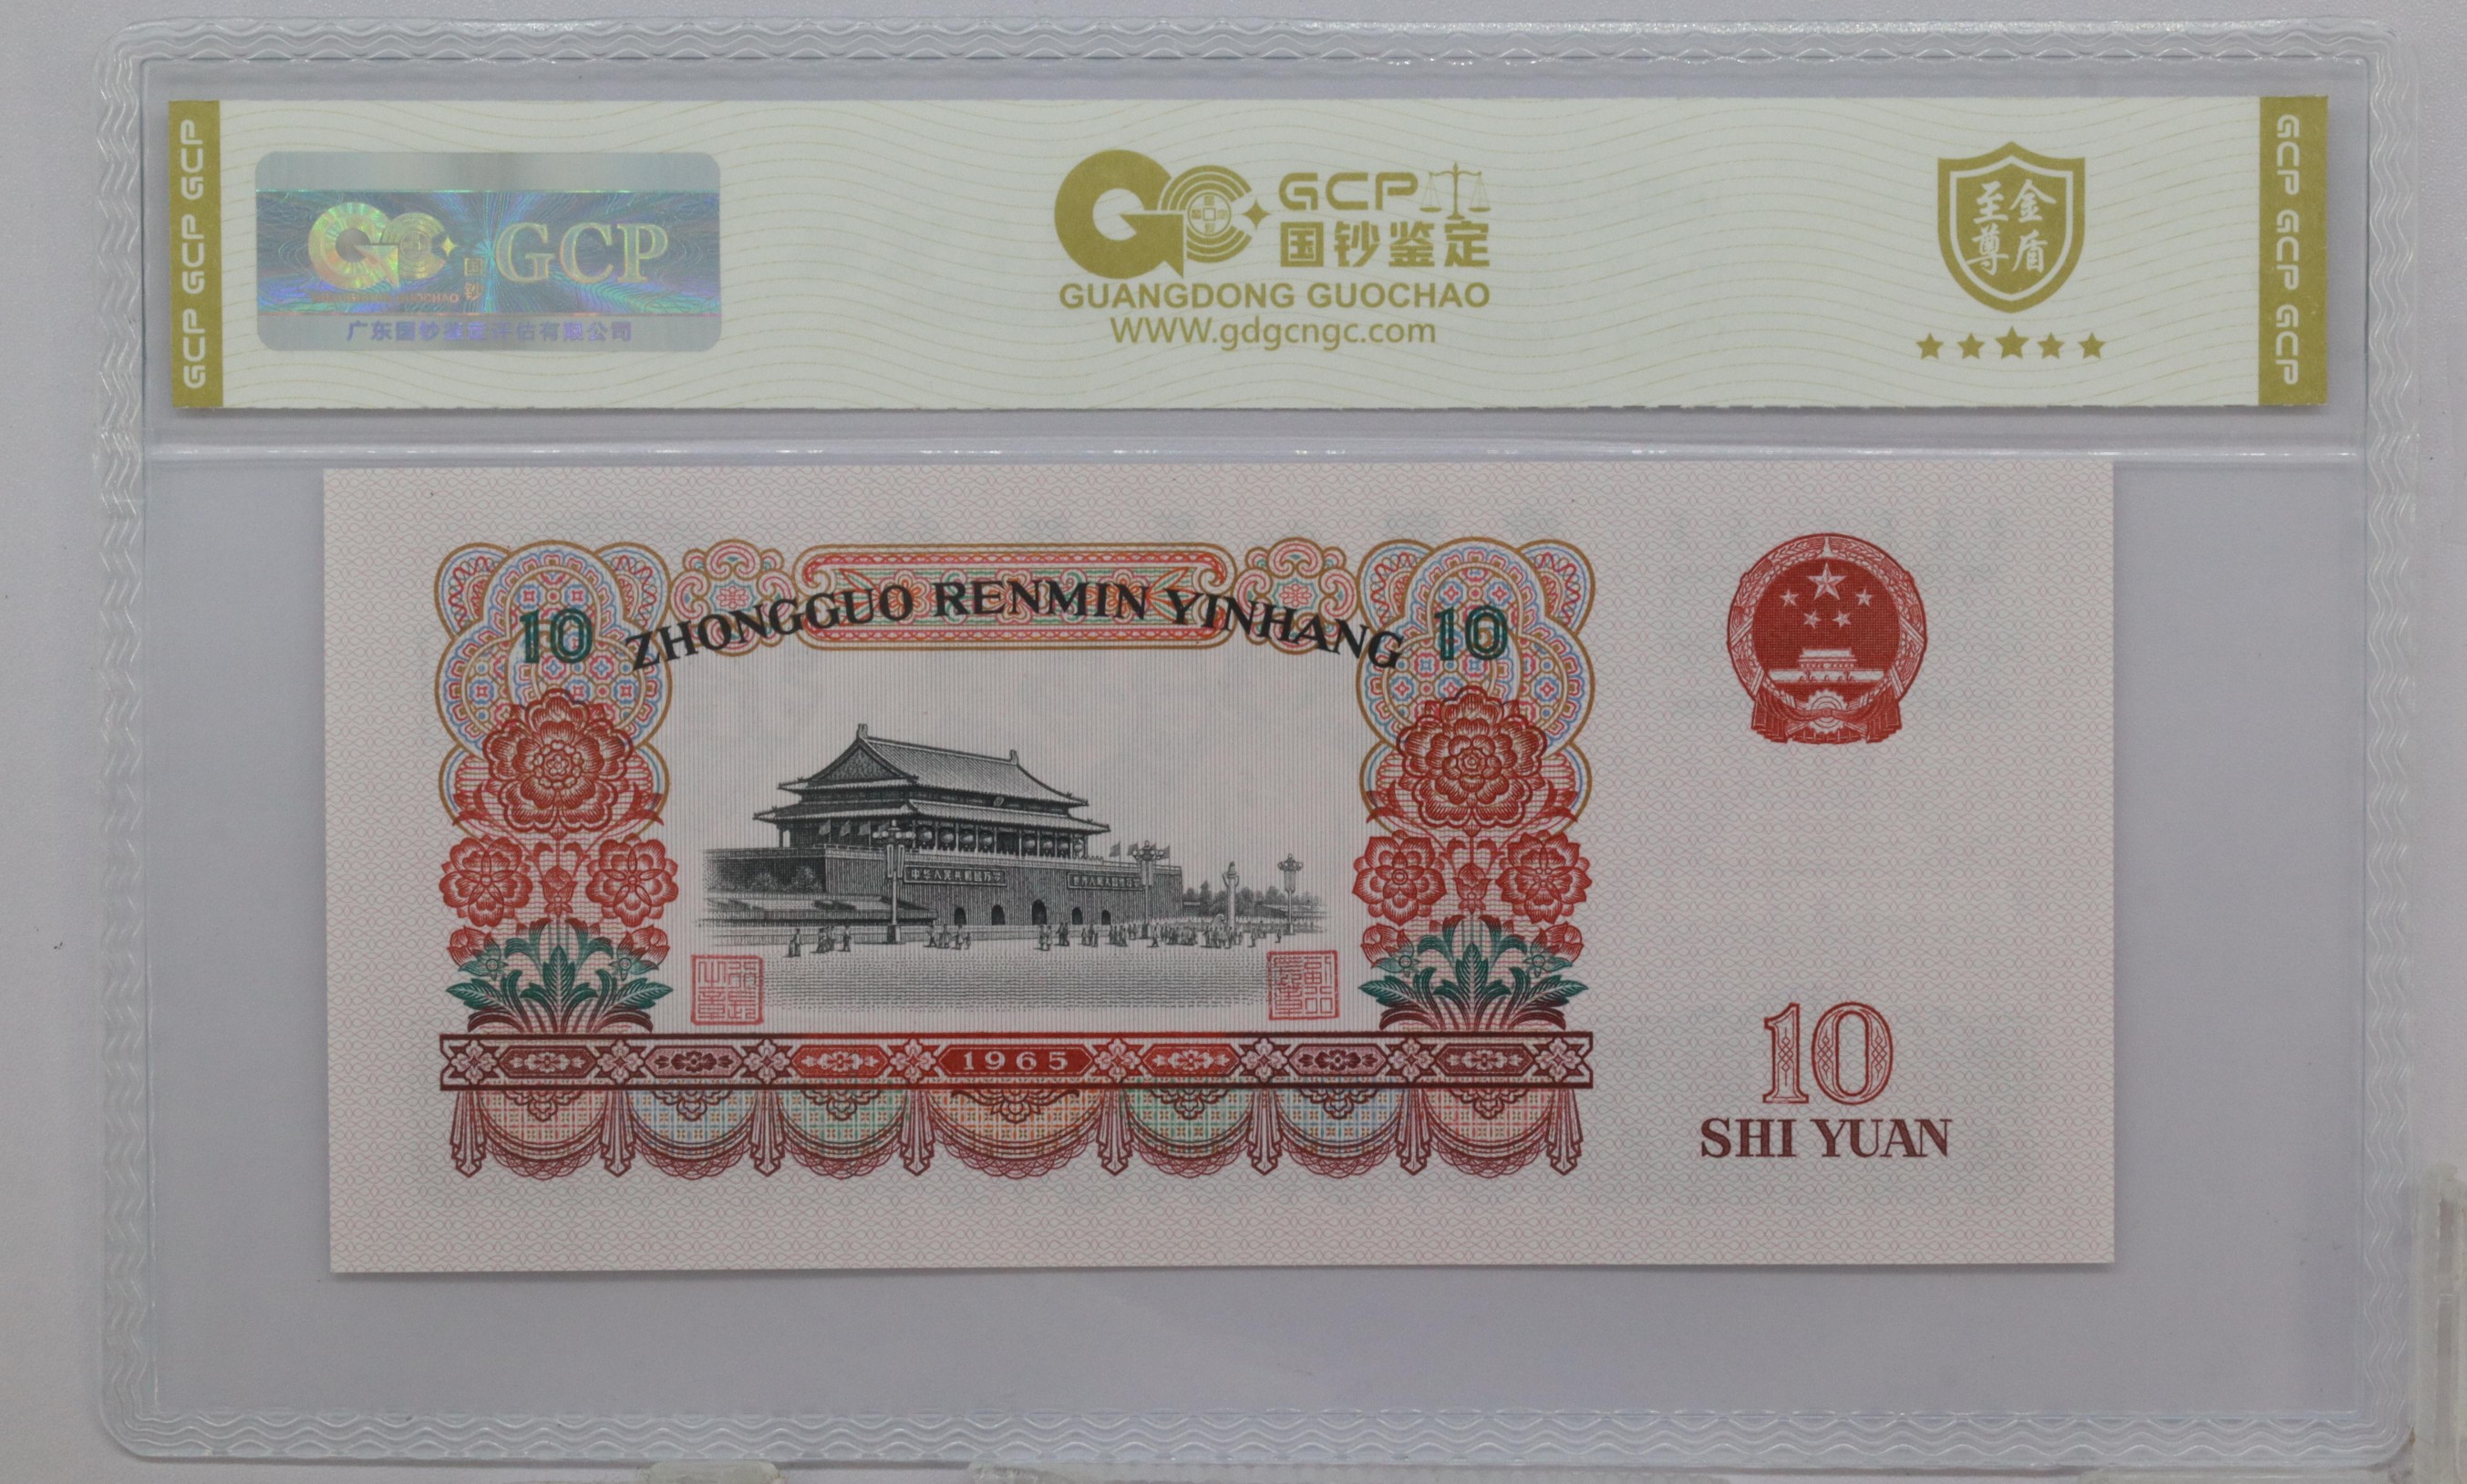 GCP GCP GCP
GCP
广东国钞鉴定评估有限公司
GCP
国钞鉴定
GUANGDONG GUOCHAO
WWW.gdgcngc.com
至尊
金盾
GCP GCP GCP
10
ZHONGGUO RENMIN YINHANG
10
1965
10
SHI YUAN